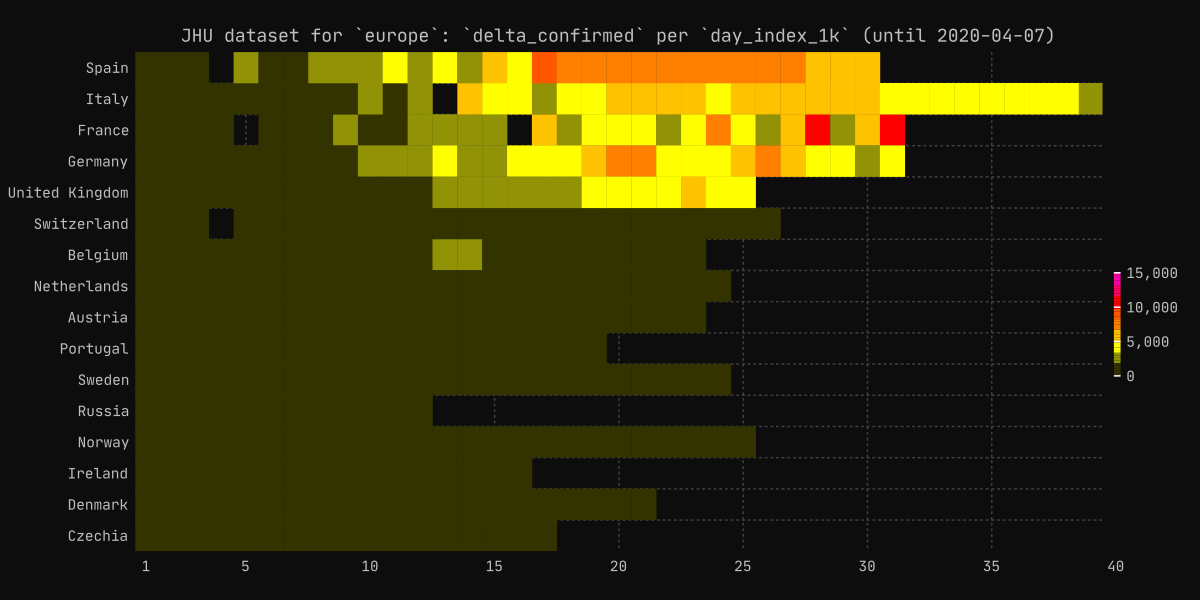 JHU dataset for `europe`: `delta_confirmed` per `day_index_1k` (until 2020-04-07)
Spain
Italy
France
Germany
United Kingdom
Switzerland
Belgium
Netherlands
Austria
Portugal
Sweden
Russia
Norway
Ireland
Denmark
Czechia
15,000
10,000
5,000
0
1 5 10 15 20 25 30 35 40